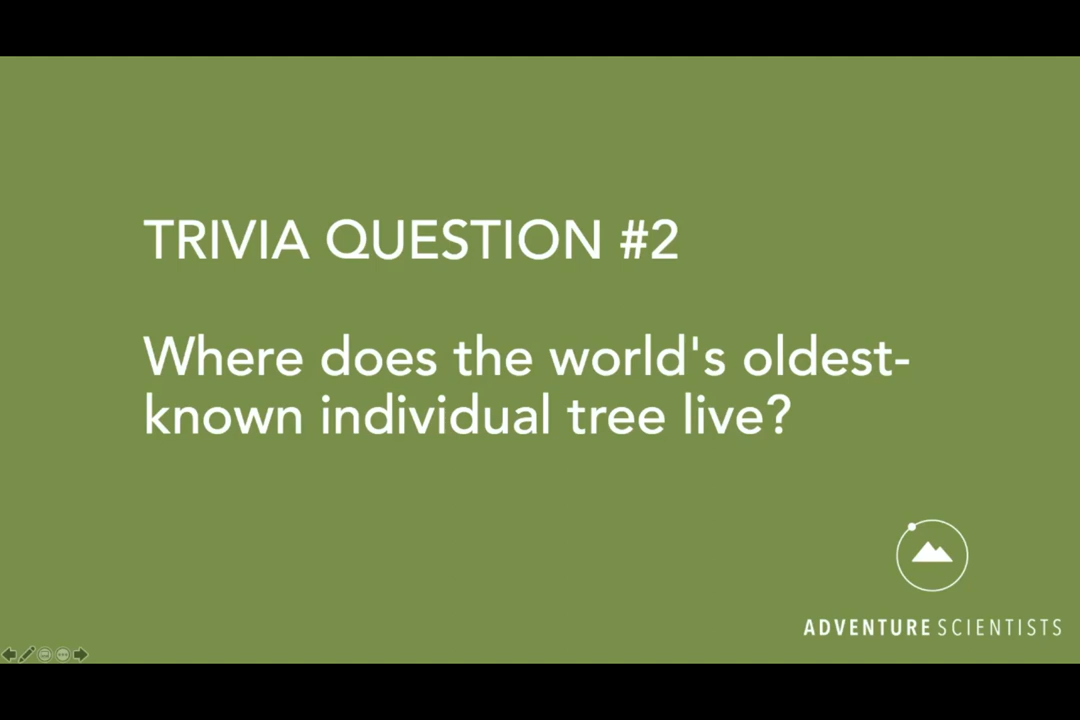 TRIVIA QUESTION #2
Where does the world's oldest-
known individual tree live?
ADVENTURE SCIENTISTS